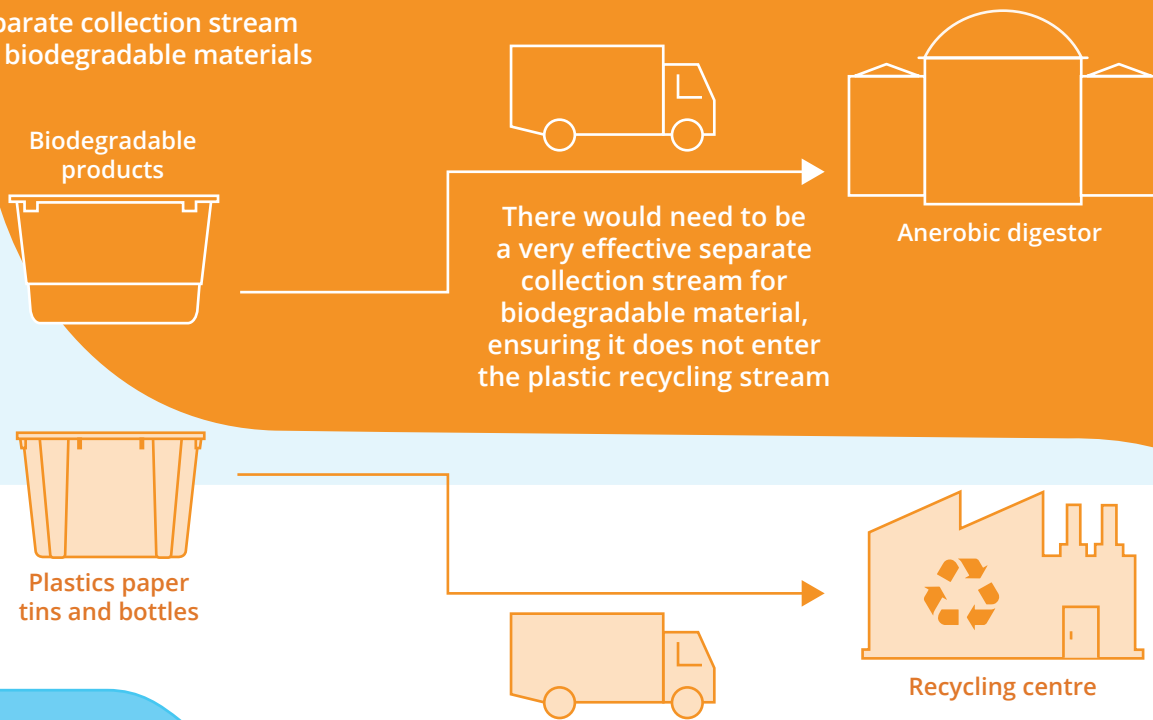 parate collection stream
biodegradable materials
Biodegradable
products
There would need to be
a very effective separate
collection stream for
biodegradable material,
ensuring it does not enter
the plastic recycling stream
Anerobic digestor
Plastics paper
tins and bottles
Recycling centre